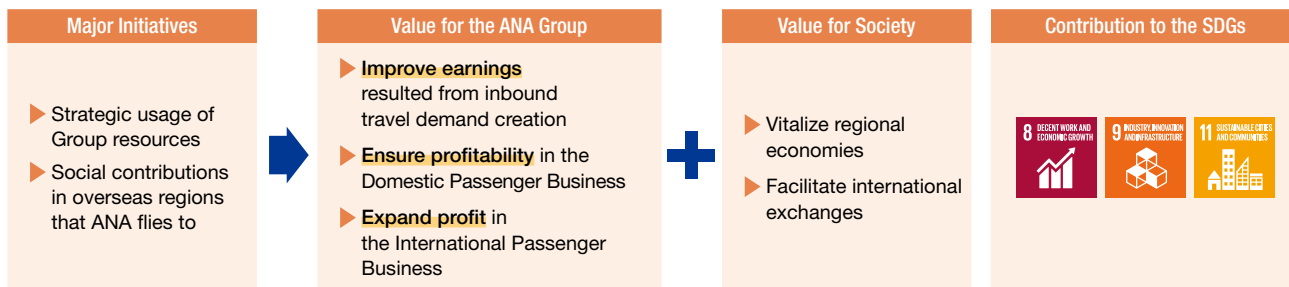 Major Initiatives
Strategic usage of
Group resources
Social contributions
in overseas regions
that ANA flies to
Value for the ANA Group
Improve earnings
resulted from inbound
travel demand creation
Ensure profitability in the
Domestic Passenger Business
Expand profit in
the International Passenger
Business
Value for Society
Vitalize regional
economies
Facilitate international
exchanges
Contribution to the SDGs
8 DECENT WORK AND
ECONOMIC GROWTH
9 INDUSTRY, INNOVATION
AND INFRASTRUCTURE
11 SUSTAINABLE CITIES
AND COMMUNITIES